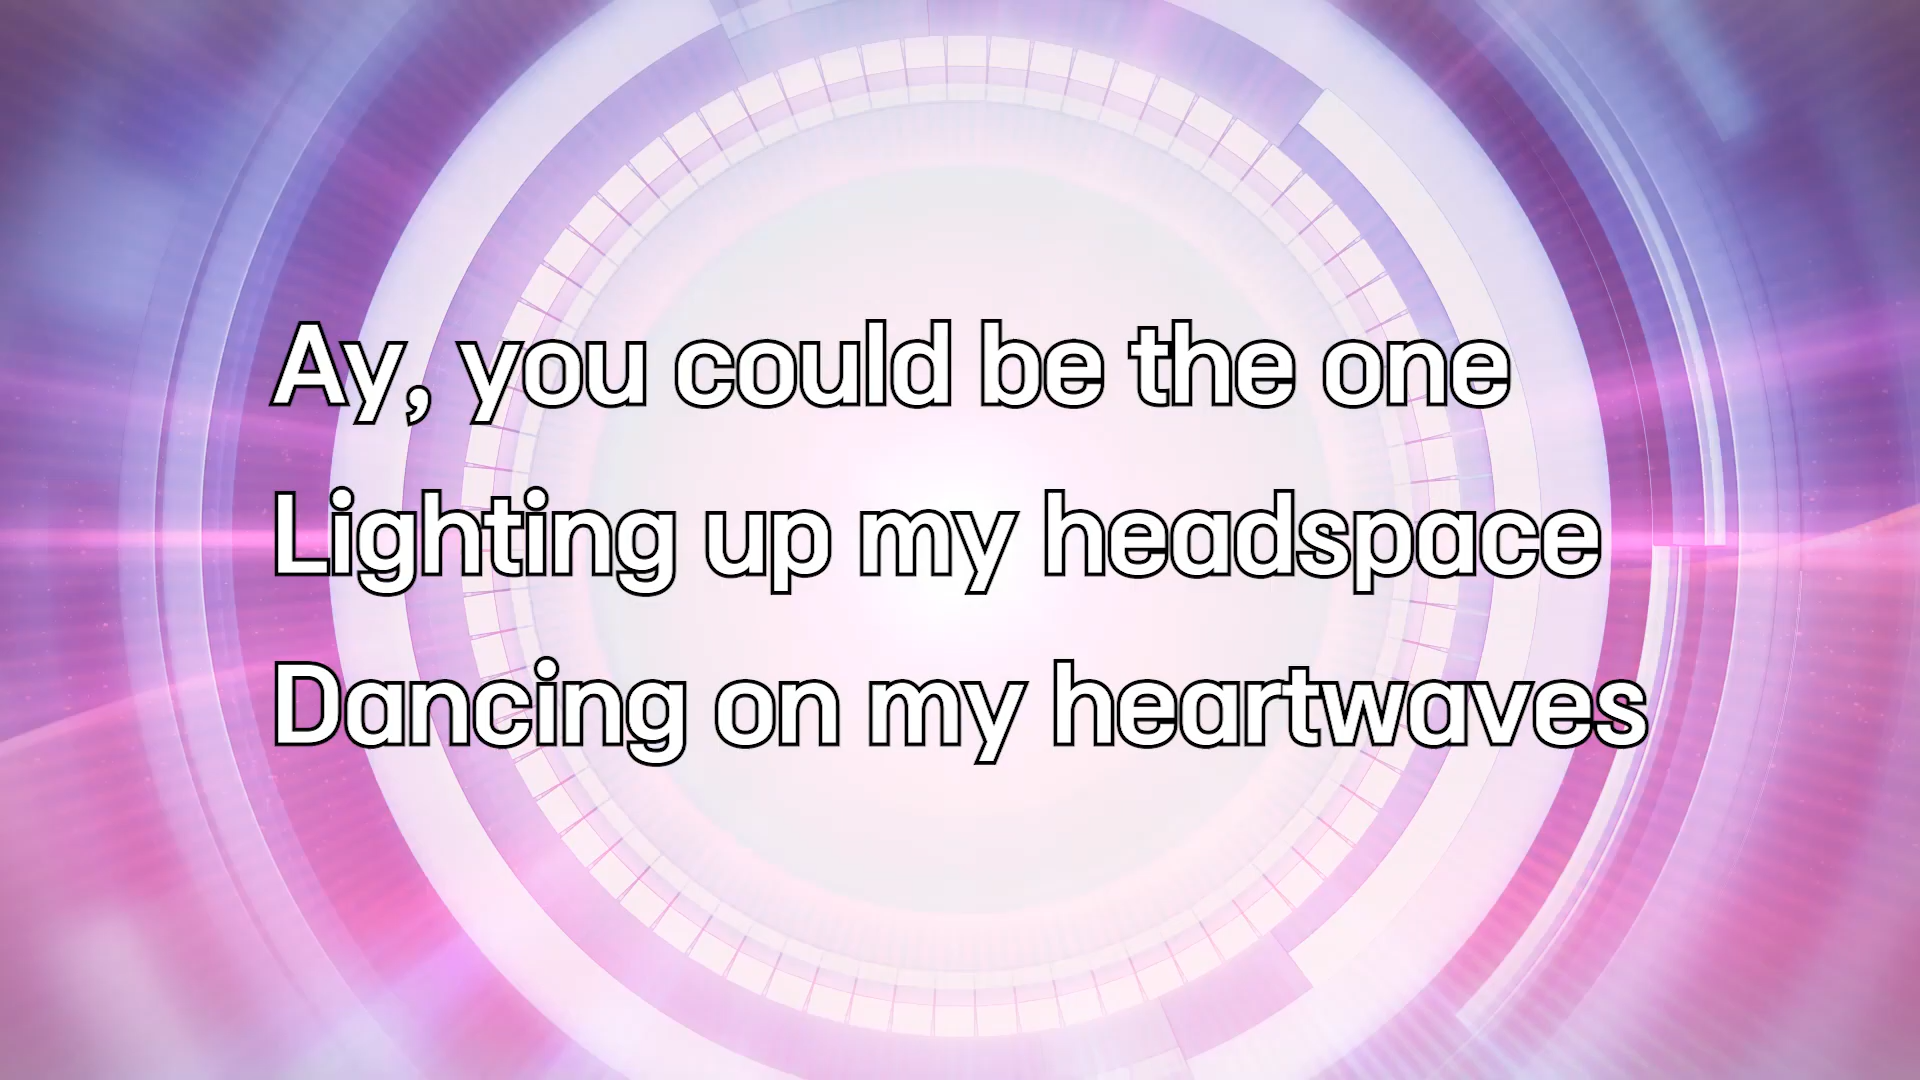 Ay, you could be the one
Lighting up my headspace
Dancing on my heartwaves